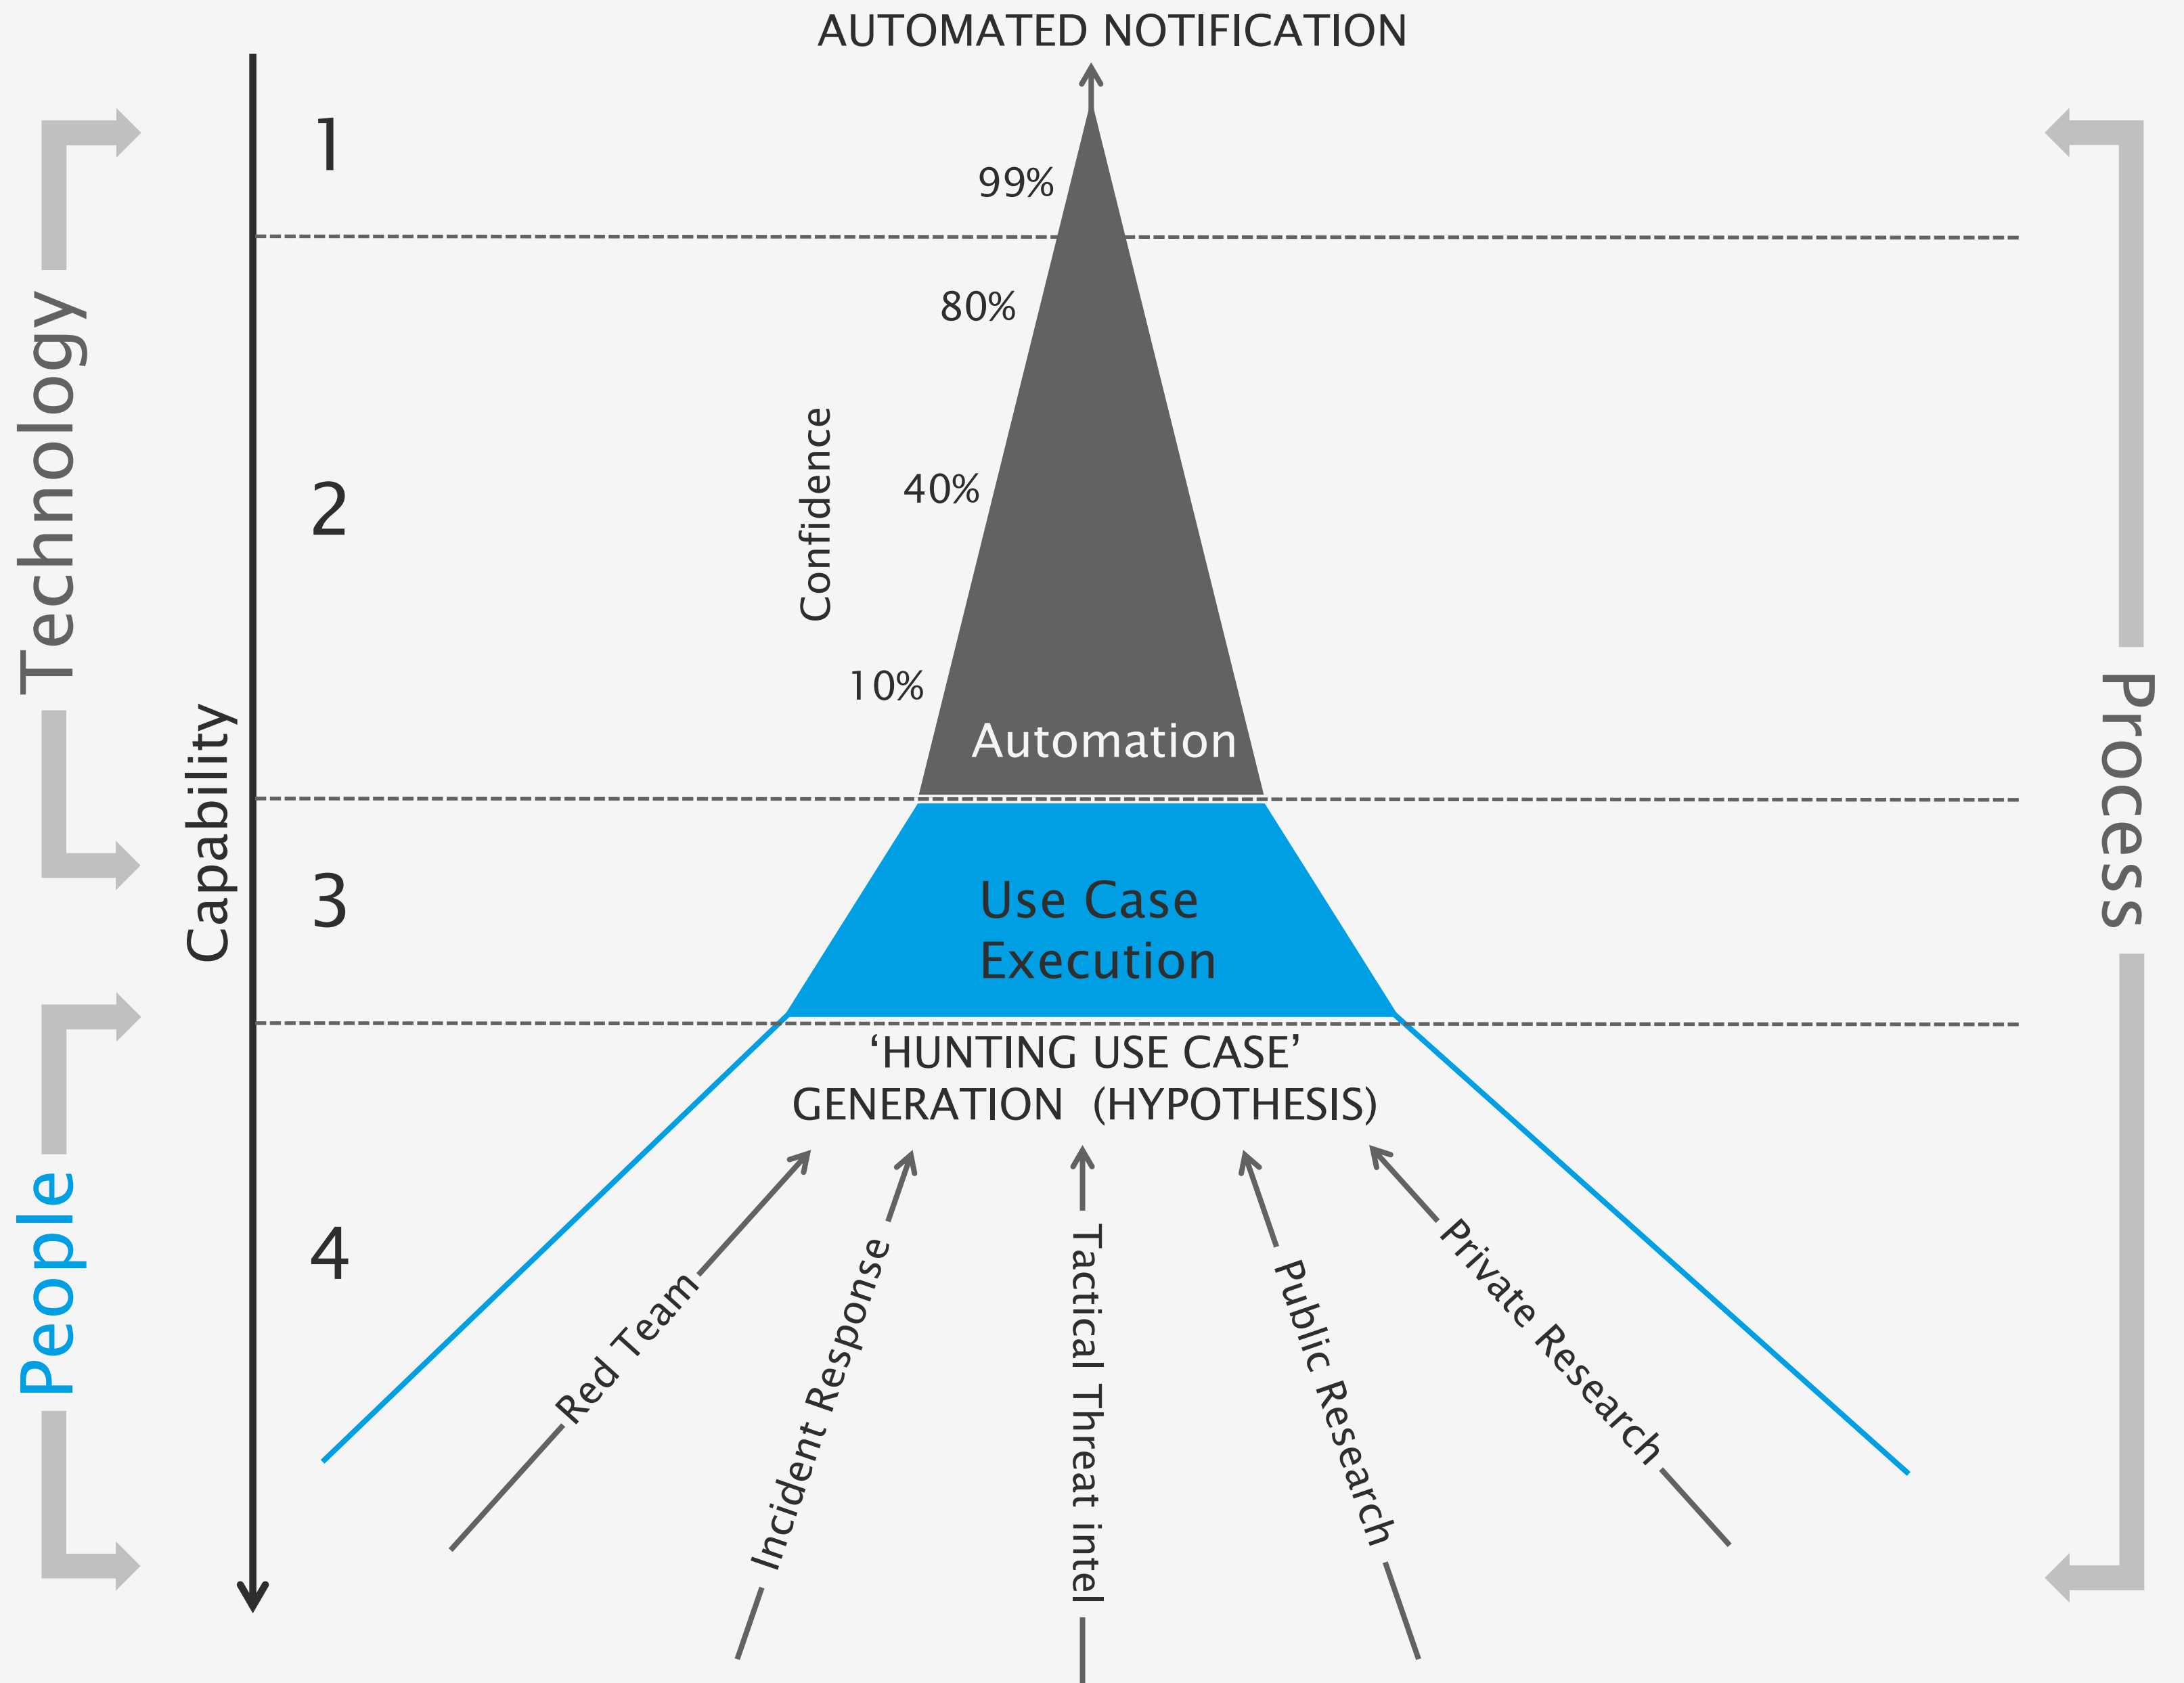 AUTOMATED NOTIFICATION
1
99%
80%
Technology
Confidence
2
40%
10%
Automation
Process
Capability
3
Use Case
Execution
‘HUNTING USE CASE’
GENERATION (HYPOTHESIS)
People
4
Red Team
Incident Response
Tactical Threat intel
Public Research
Private Research